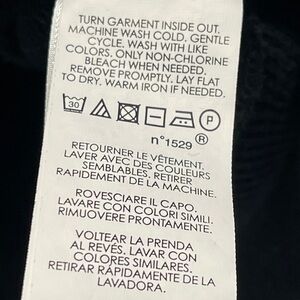 TURN GARMENT INSIDE OUT.
MACHINE WASH COLD. GENTLE
CYCLE. WASH WITH LIKE
COLORS. ONLY NON-CHLORINE
BLEACH WHEN NEEDED.
REMOVE PROMPTLY. LAY FLAT
TO DRY. WARM IRON IF NEEDED.
30 P
n°1529 ®
RETOURNER LE VÊTEMENT.
LAVER AVEC DES COULEURS
SEMBLABLES. RETIRER
RAPIDEMENT DE LA MACHINE.
ROVESCIARE IL CAPO.
LAVARE CON COLORI SIMILI.
RIMUOVERE PRONTAMENTE.
VOLTEAR LA PRENDA
AL REVÉS. LAVAR CON
COLORES SIMILARES.
RETIRAR RÁPIDAMENTE DE LA
LAVADORA.